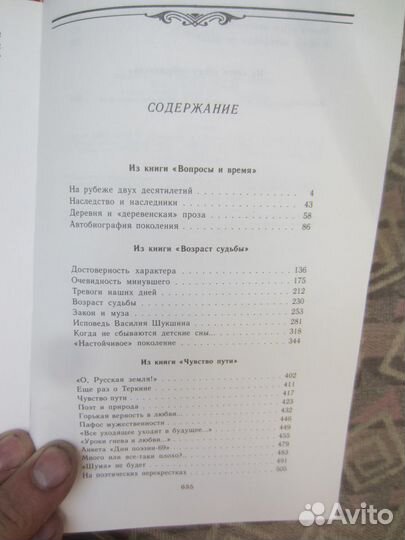 СОДЕРЖАНИЕ
Из книги «Вопросы и время»
На рубеже двух десятилетий . . . 4
Наследство и наследники . . . 43
Деревня и «деревенская» проза . . . 58
Автобиография поколения . . . 86
Из книги «Возраст судьбы»
Достоверность характера . . . 136
Очевидность минувшего . . . 175
Тревоги наших дней . . . 212
Возраст судьбы . . . 230
Закон и муза . . . 253
Исповедь Василия Шукшина . . . 281
Когда не сбываются детские сны... . . . 318
«Настойчивое» поколение . . . 344
Из книги «Чувство пути»
«О, Русская земля!» . . . 402
Еще раз о Теркине . . . 411
Чувство пути . . . 417
Поэт и природа . . . 423
Горькая верность в любви... . . . 432
Пафос мужественности . . . 446
«Все уходящее уходит в будущее...» . . . 449
«Уроки гнева и любви...» . . . 455
Анкета «Дня поэзии-69» . . . 479
Много или все-таки плохо? . . . 483
«Шума» не будет . . . 491
На поэтических перекрестках . . . 505
685
Avito